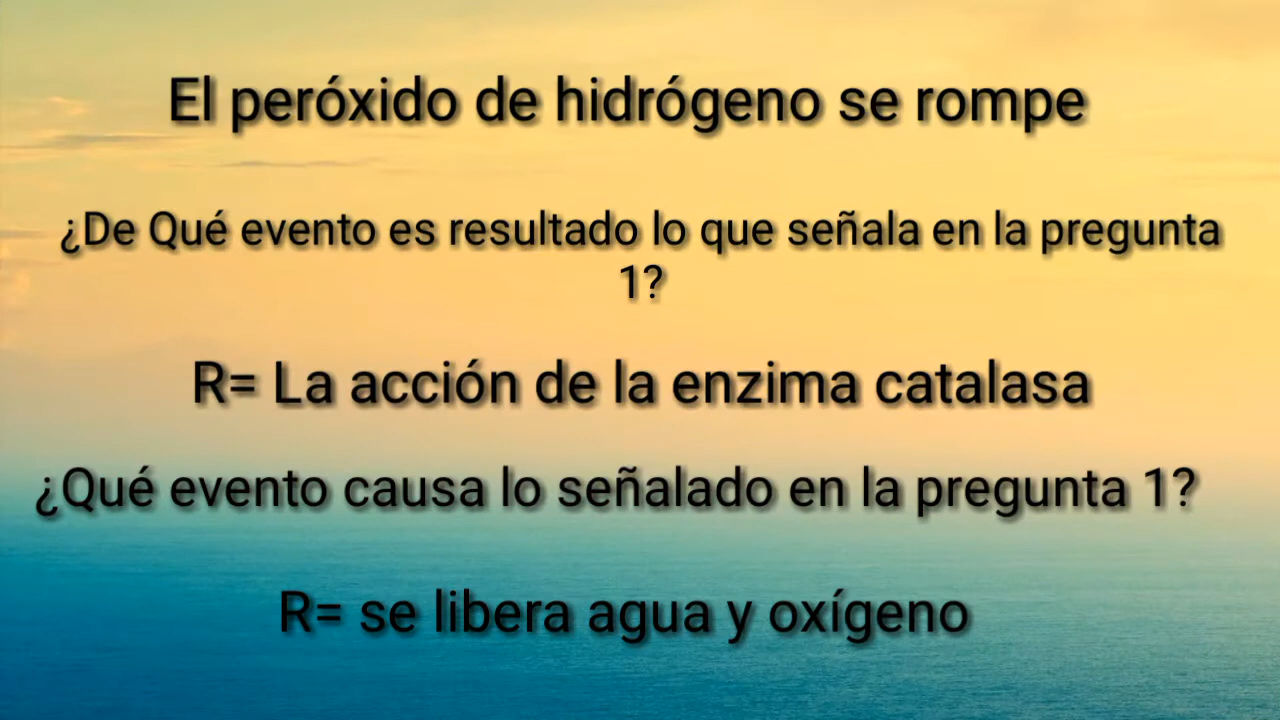 El peróxido de hidrógeno se rompe
¿De Qué evento es resultado lo que señala en la pregunta
1?
R= La acción de la enzima catalasa
¿Qué evento causa lo señalado en la pregunta 1?
R= se libera agua y oxígeno